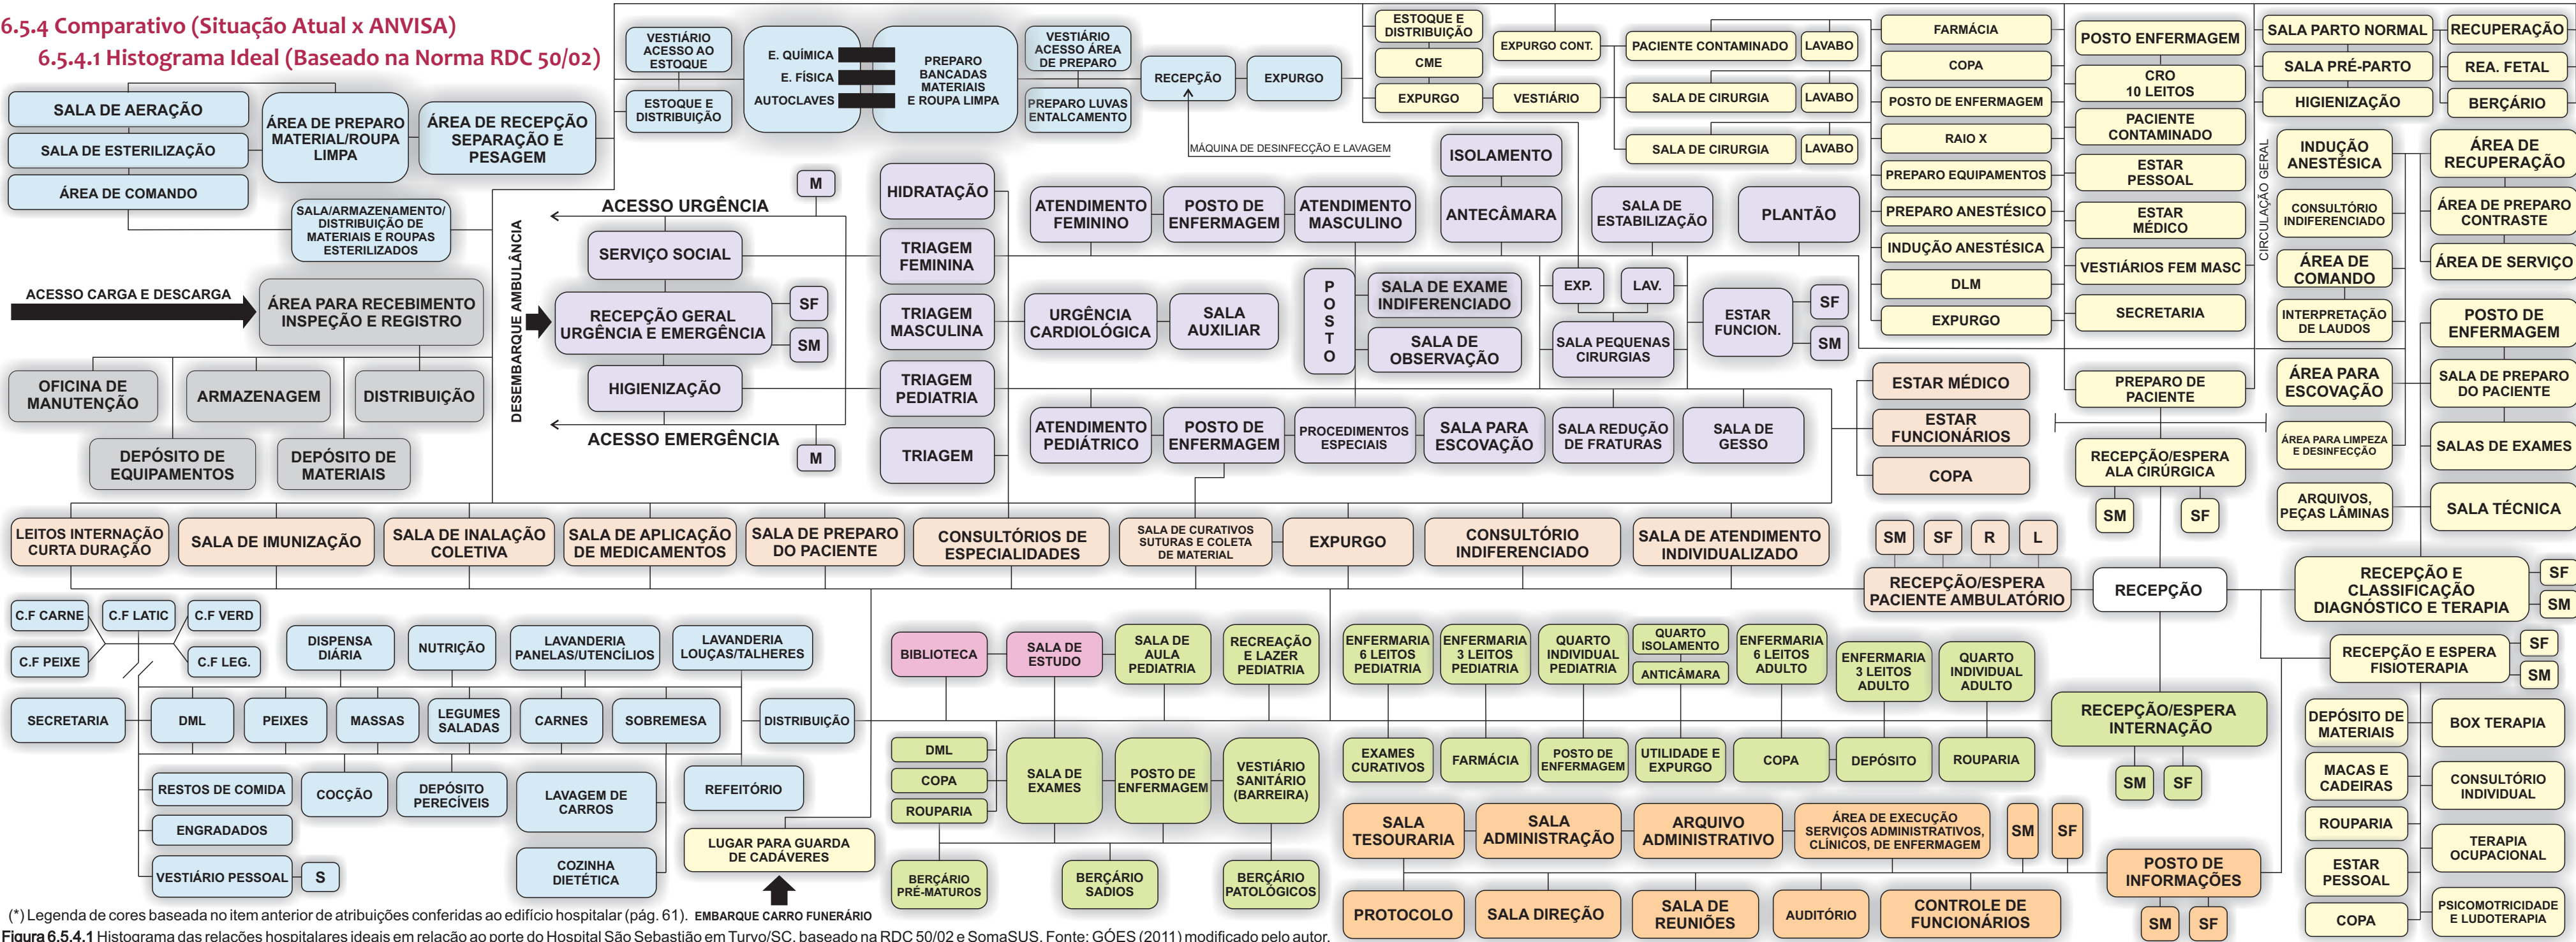 6.5.4 Comparativo (Situação Atual x ANVISA)
6.5.4.1 Histograma Ideal (Baseado na Norma RDC 50/02)
SALA DE AERAÇÃO
SALA DE ESTERILIZAÇÃO
ÁREA DE COMANDO
ÁREA DE PREPARO
MATERIAL/ROUPA
LIMPA
ÁREA DE RECEPÇÃO
SEPARAÇÃO E
PESAGEM
SALA/ARMAZENAMENTO/
DISTRIBUIÇÃO DE
MATERIAIS E ROUPAS
ESTERILIZADOS
VESTIÁRIO
ACESSO AO
ESTOQUE
ESTOQUE E
DISTRIBUIÇÃO
E. QUÍMICA
E. FÍSICA
AUTOCLAVES
PREPARO
BANCADAS
MATERIAIS
E ROUPA LIMPA
VESTIÁRIO
ACESSO ÁREA
DE PREPARO
PREPARO LUVAS
ENTALCAMENTO
RECEPÇÃO
EXPURGO
MÁQUINA DE DESINFECÇÃO E LAVAGEM
ESTOQUE E
DISTRIBUIÇÃO
CME
EXPURGO
EXPURGO CONT.
VESTIÁRIO
PACIENTE CONTAMINADO
LAVABO
SALA DE CIRURGIA
LAVABO
SALA DE CIRURGIA
LAVABO
FARMÁCIA
COPA
POSTO DE ENFERMAGEM
RAIO X
PREPARO EQUIPAMENTOS
PREPARO ANESTÉSICO
INDUÇÃO ANESTÉSICA
DLM
EXPURGO
POSTO ENFERMAGEM
CRO
10 LEITOS
PACIENTE
CONTAMINADO
ESTAR
PESSOAL
ESTAR
MÉDICO
VESTIÁRIOS FEM MASC
SECRETARIA
CIRCULAÇÃO GERAL
SALA PARTO NORMAL
SALA PRÉ-PARTO
HIGIENIZAÇÃO
RECUPERAÇÃO
REA. FETAL
BERÇÁRIO
INDUÇÃO
ANESTÉSICA
CONSULTÓRIO
INDIFERENCIADO
ÁREA DE
COMANDO
INTERPRETAÇÃO
DE LAUDOS
ÁREA PARA
ESCOVAÇÃO
ÁREA PARA LIMPEZA
E DESINFECÇÃO
ARQUIVOS,
PEÇAS LÂMINAS
ÁREA DE
RECUPERAÇÃO
ÁREA DE PREPARO
CONTRASTE
ÁREA DE SERVIÇO
POSTO DE
ENFERMAGEM
SALA DE PREPARO
DO PACIENTE
SALAS DE EXAMES
SALA TÉCNICA
ACESSO CARGA E DESCARGA
ÁREA PARA RECEBIMENTO
INSPEÇÃO E REGISTRO
OFICINA DE
MANUTENÇÃO
ARMAZENAGEM
DISTRIBUIÇÃO
DEPÓSITO DE
EQUIPAMENTOS
DEPÓSITO DE
MATERIAIS
DESEMBARQUE AMBULÂNCIA
M
ACESSO URGÊNCIA
SERVIÇO SOCIAL
RECEPÇÃO GERAL
URGÊNCIA E EMERGÊNCIA
SF
SM
HIGIENIZAÇÃO
ACESSO EMERGÊNCIA
M
HIDRATAÇÃO
TRIAGEM
FEMININA
TRIAGEM
MASCULINA
TRIAGEM
PEDIATRIA
TRIAGEM
ATENDIMENTO
FEMININO
POSTO DE
ENFERMAGEM
ATENDIMENTO
MASCULINO
ISOLAMENTO
ANTECÂMARA
SALA DE
ESTABILIZAÇÃO
PLANTÃO
URGÊNCIA
CARDIOLÓGICA
SALA
AUXILIAR
P
O
S
T
O
SALA DE EXAME
INDIFERENCIADO
SALA DE
OBSERVAÇÃO
EXP.
LAV.
SALA PEQUENAS
CIRURGIAS
ESTAR
FUNCION.
SF
SM
ATENDIMENTO
PEDIÁTRICO
POSTO DE
ENFERMAGEM
PROCEDIMENTOS
ESPECIAIS
SALA PARA
ESCOVAÇÃO
SALA REDUÇÃO
DE FRATURAS
SALA DE
GESSO
ESTAR MÉDICO
ESTAR
FUNCIONÁRIOS
COPA
PREPARO DE
PACIENTE
RECEPÇÃO/ESPERA
ALA CIRÚRGICA
SM
SF
LEITOS INTERNAÇÃO
CURTA DURAÇÃO
SALA DE IMUNIZAÇÃO
SALA DE INALAÇÃO
COLETIVA
SALA DE APLICAÇÃO
DE MEDICAMENTOS
SALA DE PREPARO
DO PACIENTE
CONSULTÓRIOS DE
ESPECIALIDADES
SALA DE CURATIVOS
SUTURAS E COLETA
DE MATERIAL
EXPURGO
CONSULTÓRIO
INDIFERENCIADO
SALA DE ATENDIMENTO
INDIVIDUALIZADO
SM
SF
R
L
RECEPÇÃO/ESPERA
PACIENTE AMBULATÓRIO
RECEPÇÃO
RECEPÇÃO E
CLASSIFICAÇÃO
DIAGNÓSTICO E TERAPIA
SF
SM
C.F CARNE
C.F LATIC
C.F VERD
C.F PEIXE
C.F LEG.
DISPENSA
DIÁRIA
NUTRIÇÃO
LAVANDERIA
PANELAS/UTENCÍLIOS
LAVANDERIA
LOUÇAS/TALHERES
SECRETARIA
DML
PEIXES
MASSAS
LEGUMES
SALADAS
CARNES
SOBREMESA
DISTRIBUIÇÃO
RESTOS DE COMIDA
ENGRADADOS
VESTIÁRIO PESSOAL
S
COCÇÃO
DEPÓSITO
PERECÍVEIS
LAVAGEM DE
CARROS
COZINHA
DIETÉTICA
REFEITÓRIO
LUGAR PARA GUARDA
DE CADÁVERES
EMBARQUE CARRO FUNERÁRIO
BIBLIOTECA
SALA DE
ESTUDO
SALA DE
AULA
PEDIATRIA
RECREAÇÃO
E LAZER
PEDIATRIA
DML
COPA
ROUPARIA
SALA DE
EXAMES
POSTO DE
ENFERMAGEM
VESTIÁRIO
SANITÁRIO
(BARREIRA)
BERÇÁRIO
PRÉ-MATUROS
BERÇÁRIO
SADIOS
BERÇÁRIO
PATOLÓGICOS
ENFERMARIA
6 LEITOS
PEDIATRIA
ENFERMARIA
3 LEITOS
PEDIATRIA
QUARTO
INDIVIDUAL
PEDIATRIA
QUARTO
ISOLAMENTO
ANTICÂMARA
ENFERMARIA
6 LEITOS
ADULTO
ENFERMARIA
3 LEITOS
ADULTO
QUARTO
INDIVIDUAL
ADULTO
EXAMES
CURATIVOS
FARMÁCIA
POSTO DE
ENFERMAGEM
UTILIDADE E
EXPURGO
COPA
DEPÓSITO
ROUPARIA
RECEPÇÃO/ESPERA
INTERNAÇÃO
SM
SF
SALA
TESOURARIA
SALA
ADMINISTRAÇÃO
ARQUIVO
ADMINISTRATIVO
ÁREA DE EXECUÇÃO
SERVIÇOS ADMINISTRATIVOS,
CLÍNICOS, DE ENFERMAGEM
SM
SF
PROTOCOLO
SALA DIREÇÃO
SALA DE
REUNIÕES
AUDITÓRIO
CONTROLE DE
FUNCIONÁRIOS
POSTO DE
INFORMAÇÕES
SM
SF
RECEPÇÃO E ESPERA
FISIOTERAPIA
SF
SM
DEPÓSITO DE
MATERIAIS
MACAS E
CADEIRAS
ROUPARIA
ESTAR
PESSOAL
COPA
BOX TERAPIA
CONSULTÓRIO
INDIVIDUAL
TERAPIA
OCUPACIONAL
PSICOMOTRICIDADE
E LUDOTERAPIA
(*) Legenda de cores baseada no item anterior de atribuições conferidas ao edifício hospitalar (pág. 61).
Figura 6.5.4.1 Histograma das relações hospitalares ideais em relação ao porte do Hospital São Sebastião em Turvo/SC, baseado na RDC 50/02 e SomaSUS. Fonte: GÓES (2011) modificado pelo autor.